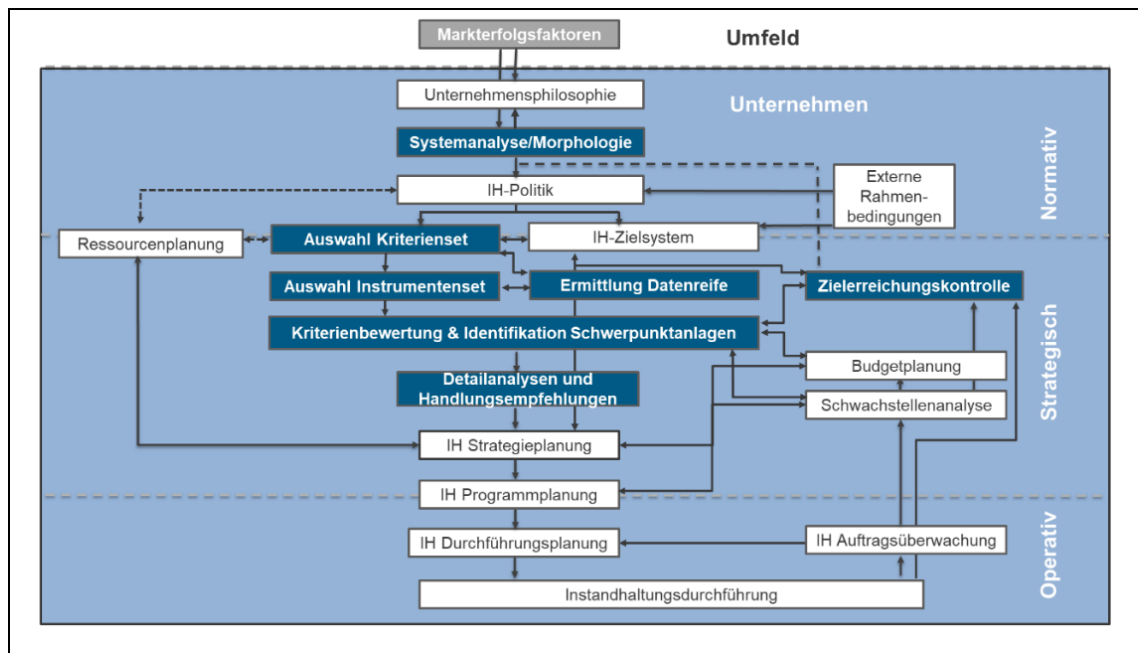 Markterfolgsfaktoren
Umfeld
Unternehmensphilosophie
Unternehmen
Systemanalyse/Morphologie
Normativ
IH-Politik
Externe
Rahmen-
bedingungen
Ressourcenplanung
Auswahl Kriterienset
IH-Zielsystem
Auswahl Instrumentenset
Ermittlung Datenreife
Zielerreichungskontrolle
Kriterienbewertung & Identifikation Schwerpunktanlagen
Strategisch
Budgetplanung
Detailanalysen und
Handlungsempfehlungen
Schwachstellenanalyse
IH Strategieplanung
IH Programmplanung
IH Durchführungsplanung
IH Auftragsüberwachung
Operativ
Instandhaltungsdurchführung